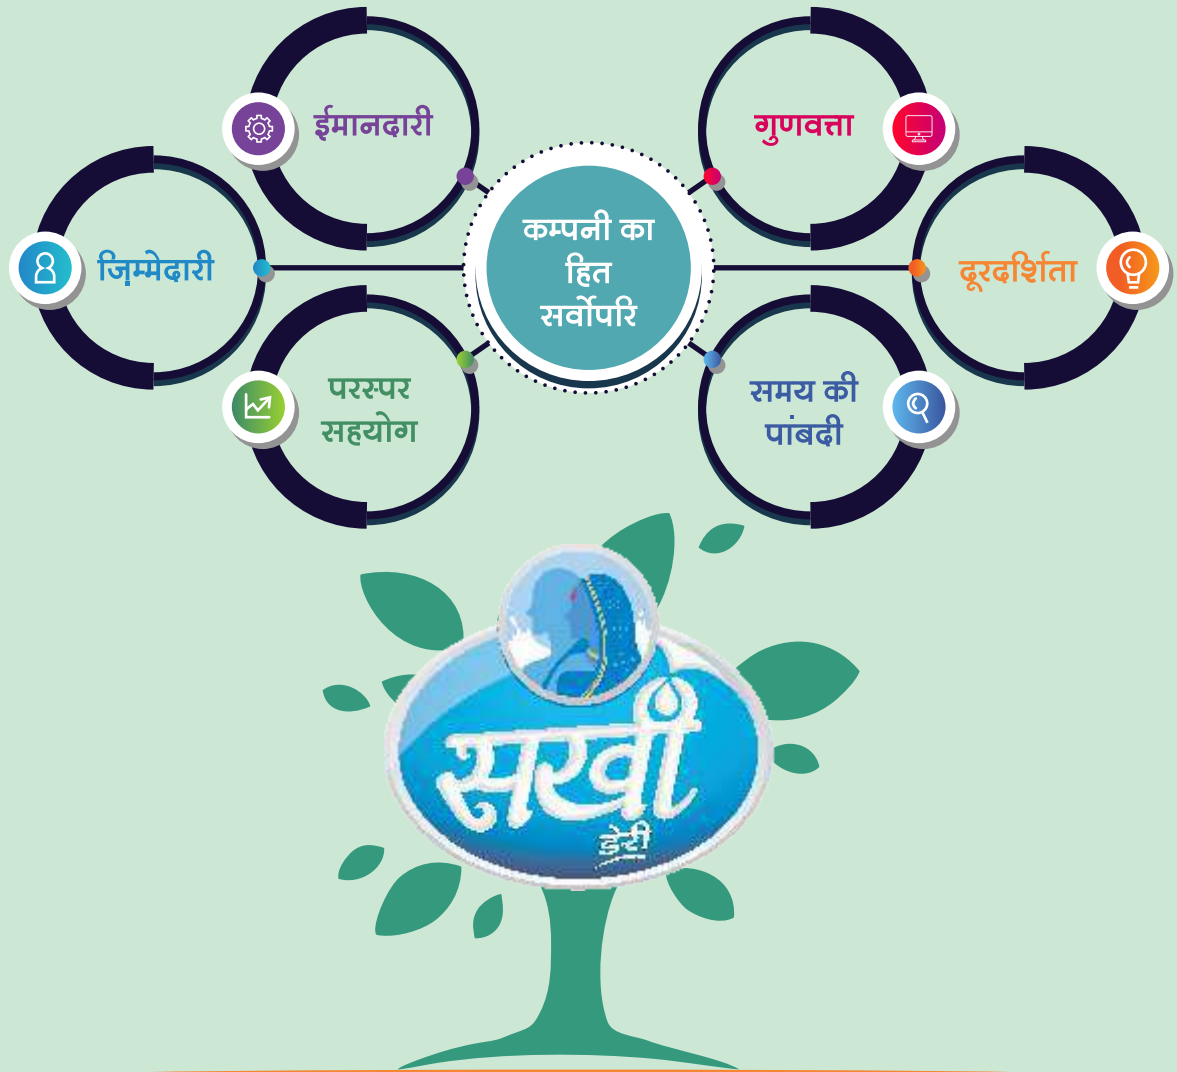 ईमानदारी
गुणवत्ता
ज़िम्मेदारी
कम्पनी का
हित
सर्वोपरि
दूरदर्शिता
परस्पर
सहयोग
समय की
पांबदी
सखी
डेरी